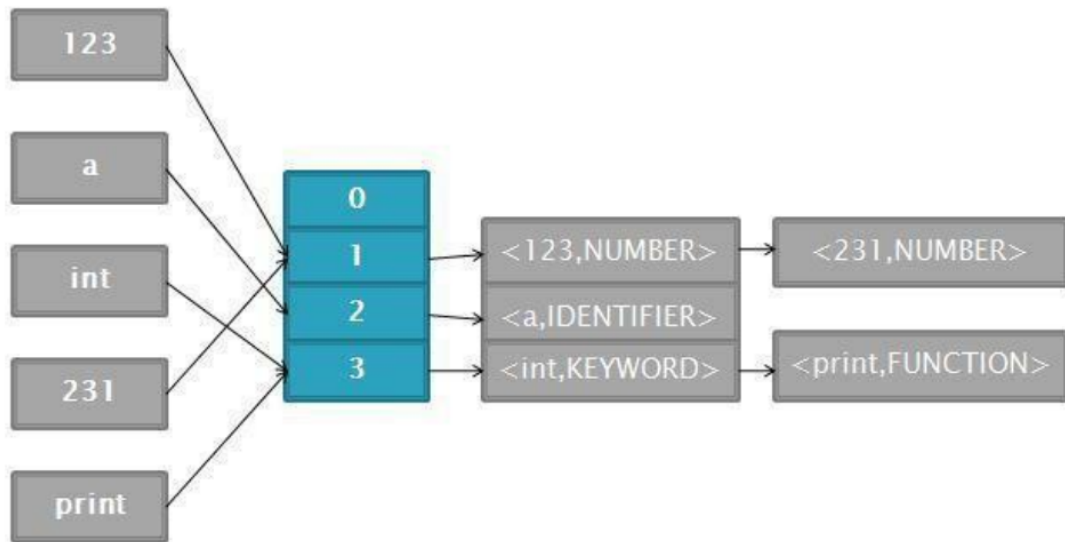 123
a
int
231
print
0
1
2
3
<123,NUMBER>
<a,IDENTIFIER>
<int,KEYWORD>
<231,NUMBER>
<print,FUNCTION>